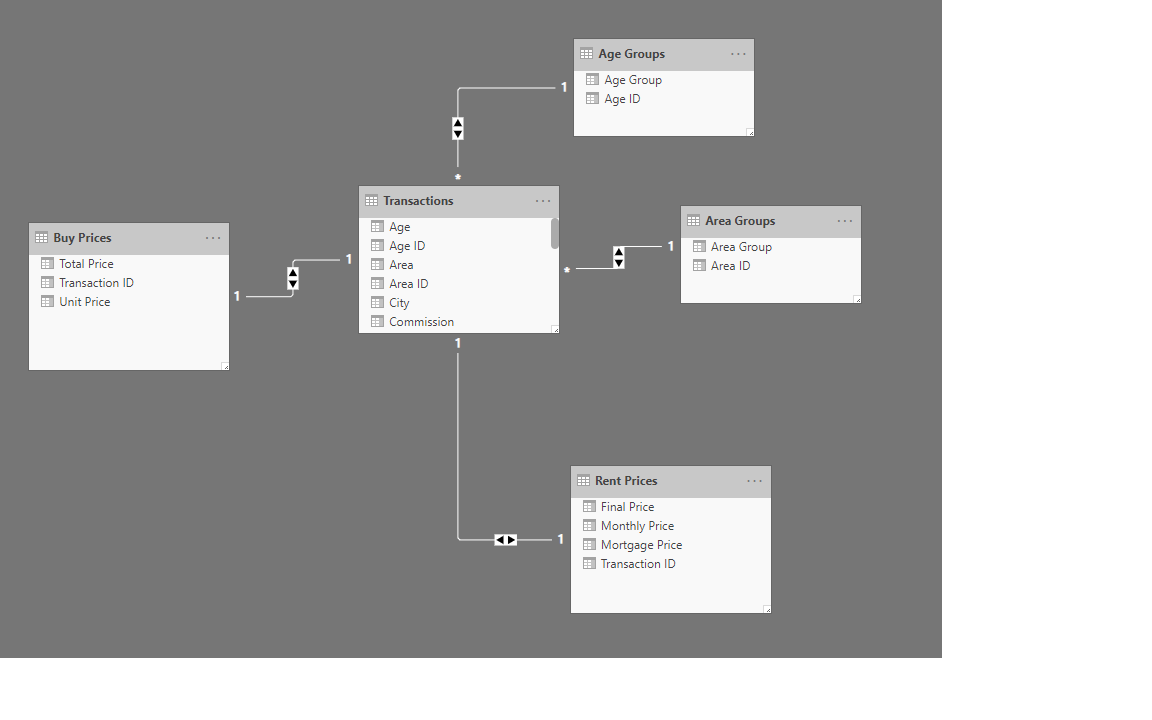 Age Groups
Age Group
Age ID
1
*
Transactions
Age
Age ID
Area
Area ID
City
Commission
Buy Prices
Total Price
Transaction ID
Unit Price
1
1
Area Groups
Area Group
Area ID
1
*
1
Rent Prices
Final Price
Monthly Price
Mortgage Price
Transaction ID
1